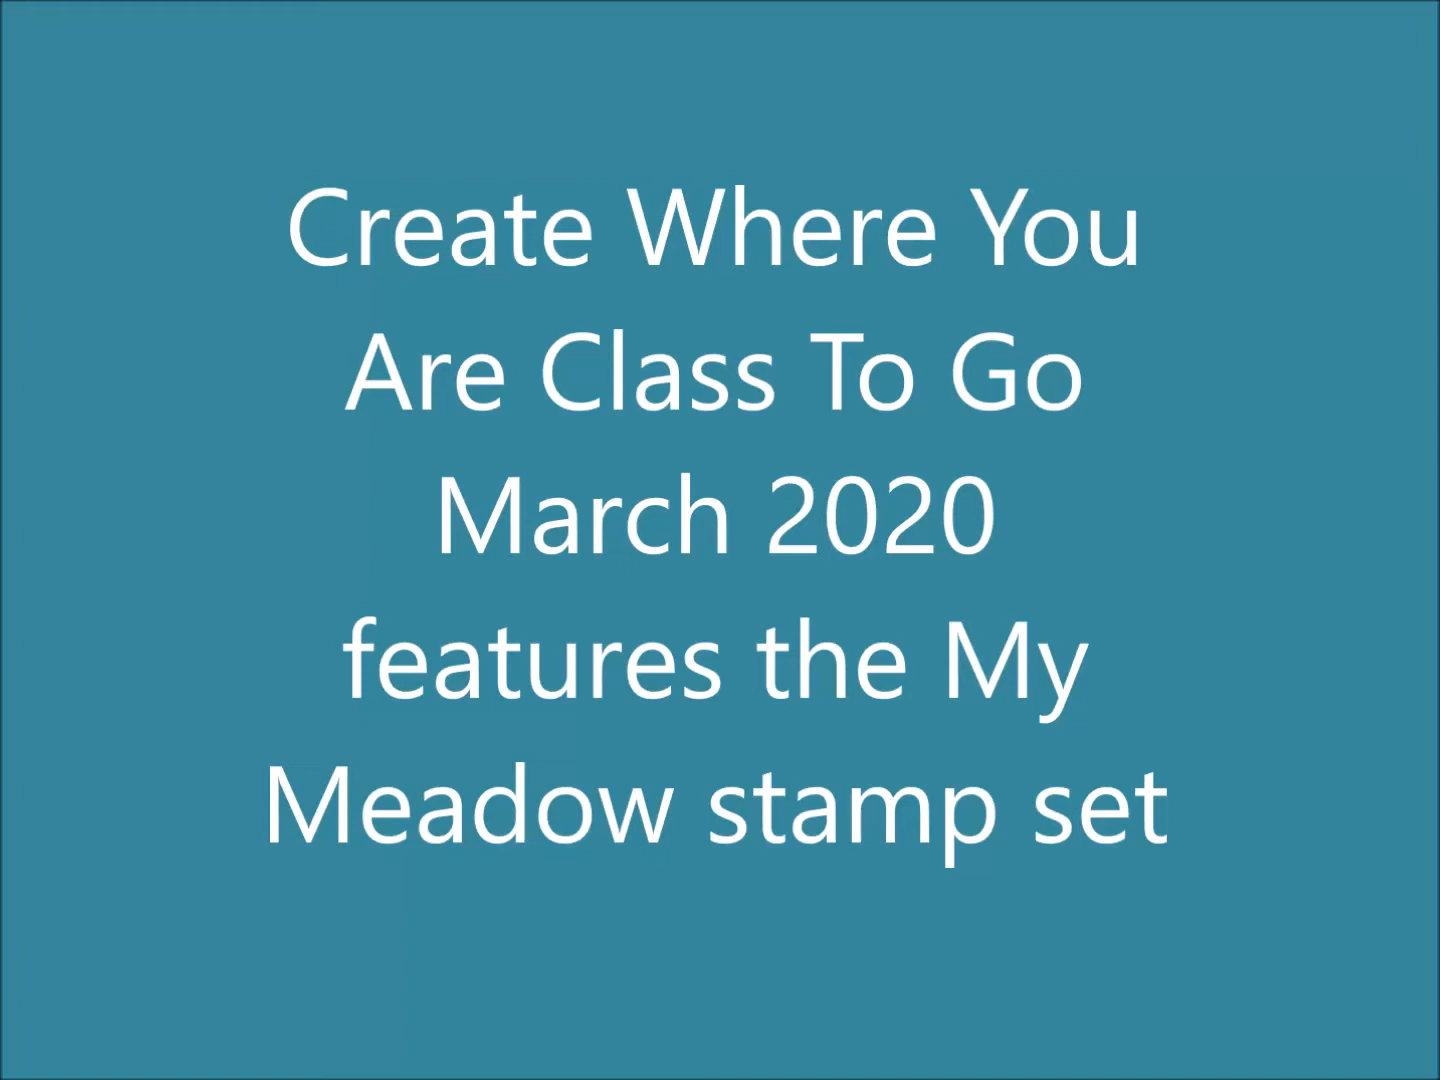 Create Where You
Are Class To Go
March 2020
features the My
Meadow stamp set